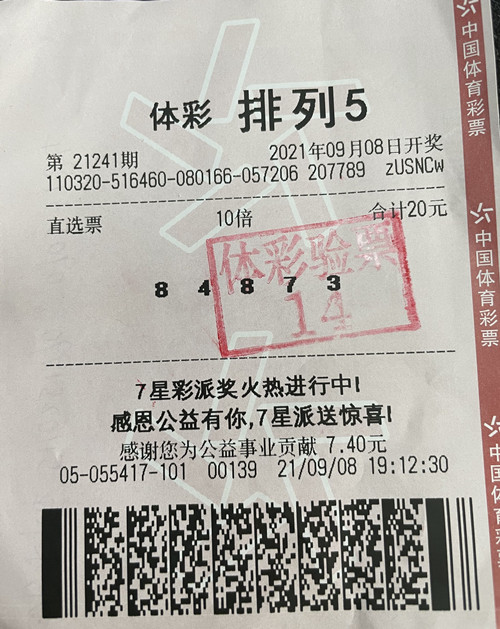 体彩 排列5
第 21241期 2021年09月08日开奖
110320-516460-080166-057206 207789 zUSNCw
直选票 10倍 合计20元
体彩验票
8 4 8 7 3
14
7星彩派奖火热进行中!
感恩公益有你,7星派送惊喜!
感谢您为公益事业贡献 7.40元
05-055417-101 00139 21/09/08 19:12:30
中国体育彩票
中国体育彩票
中国体育彩票